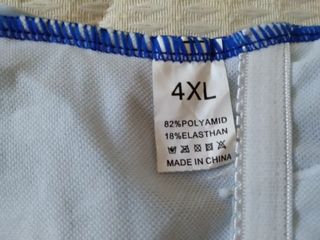 4XL
82%POLYAMID
18%ELASTHAN
MADE IN CHINA